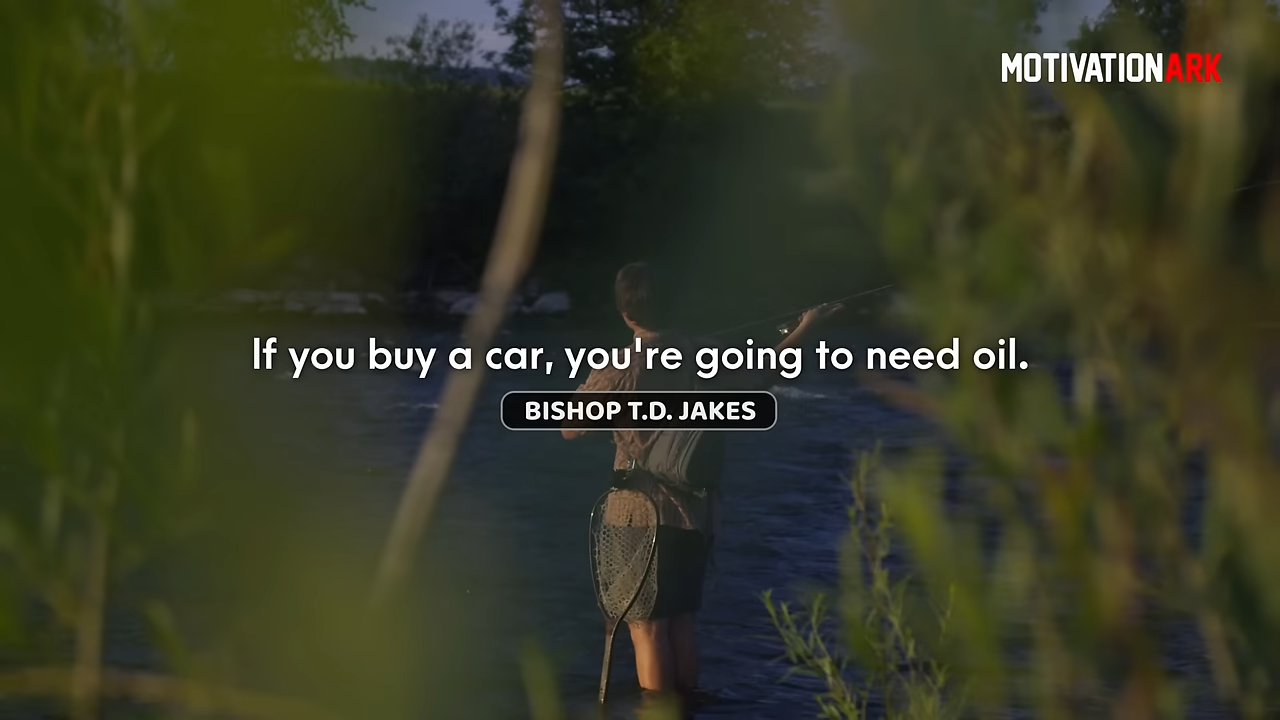 MOTIVATIONARK
If you buy a car, you're going to need oil.
BISHOP T.D. JAKES